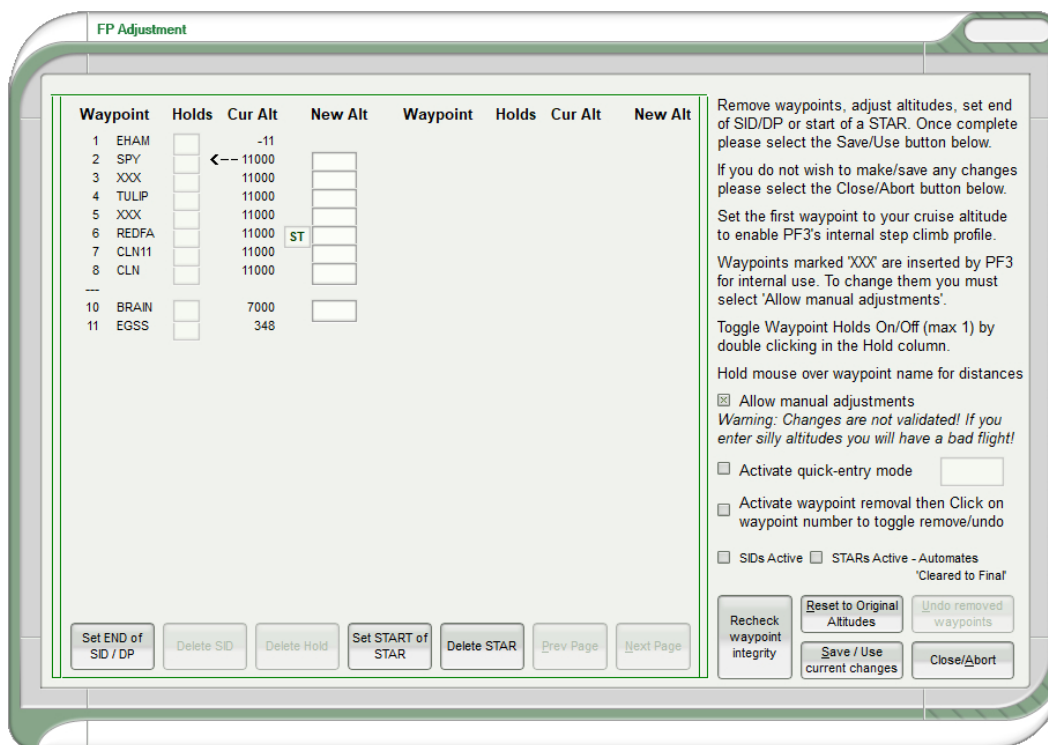 FP Adjustment
Waypoint Holds Cur Alt New Alt Waypoint Holds Cur Alt New Alt
1 EHAM -11
2 SPY <-- 11000
3 XXX 11000
4 TULIP 11000
5 XXX 11000
6 REDFA 11000 ST
7 CLN11 11000
8 CLN 11000
---
10 BRAIN 7000
11 EGSS 348
Set END of
SID / DP
Delete SID
Delete Hold
Set START of
STAR
Delete STAR
Prev Page
Next Page
Remove waypoints, adjust altitudes, set end
of SID/DP or start of a STAR. Once complete
please select the Save/Use button below.
If you do not wish to make/save any changes
please select the Close/Abort button below.
Set the first waypoint to your cruise altitude
to enable PF3's internal step climb profile.
Waypoints marked 'XXX' are inserted by PF3
for internal use. To change them you must
select 'Allow manual adjustments'.
Toggle Waypoint Holds On/Off (max 1) by
double clicking in the Hold column.
Hold mouse over waypoint name for distances
Allow manual adjustments
Warning: Changes are not validated! If you
enter silly altitudes you will have a bad flight!
Activate quick-entry mode
Activate waypoint removal then Click on
waypoint number to toggle remove/undo
SIDs Active STARs Active - Automates
'Cleared to Final'
Recheck
waypoint
integrity
Reset to Original
Altitudes
Undo removed
waypoints
Save / Use
current changes
Close/Abort